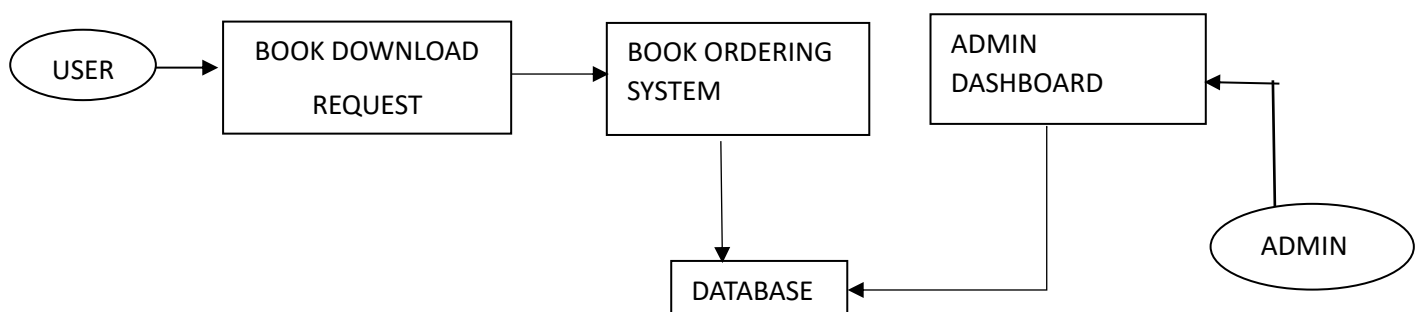 USER
BOOK DOWNLOAD
REQUEST
BOOK ORDERING
SYSTEM
ADMIN
DASHBOARD
ADMIN
DATABASE